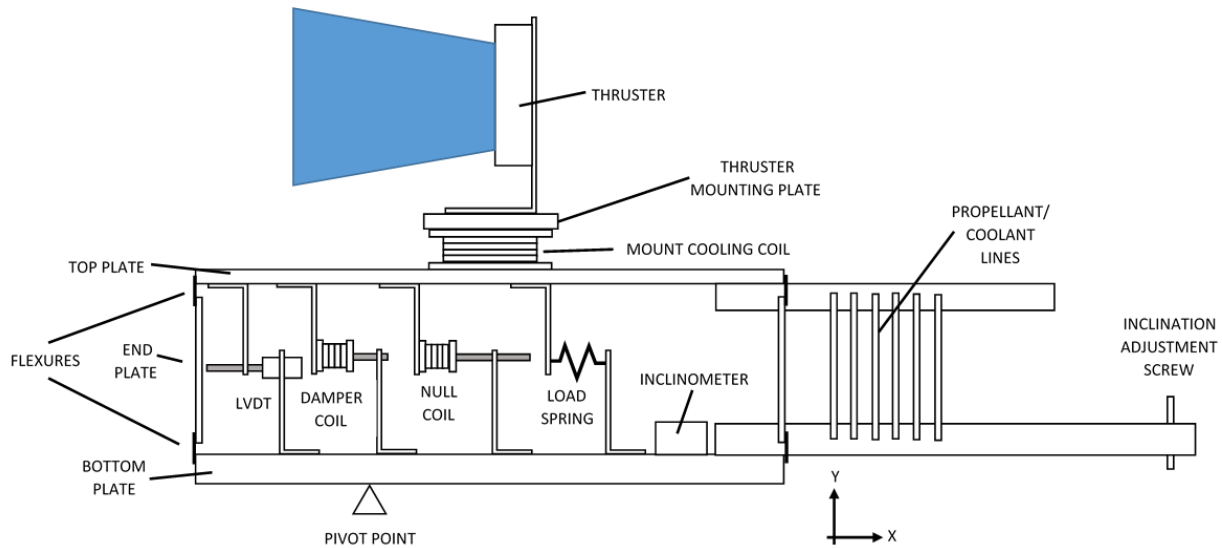 THRUSTER
THRUSTER
MOUNTING PLATE
PROPELLANT/
COOLANT
LINES
MOUNT COOLING COIL
TOP PLATE
FLEXURES
END
PLATE
LVDT
DAMPER
COIL
NULL
COIL
LOAD
SPRING
INCLINOMETER
INCLINATION
ADJUSTMENT
SCREW
BOTTOM
PLATE
PIVOT POINT
Y
X